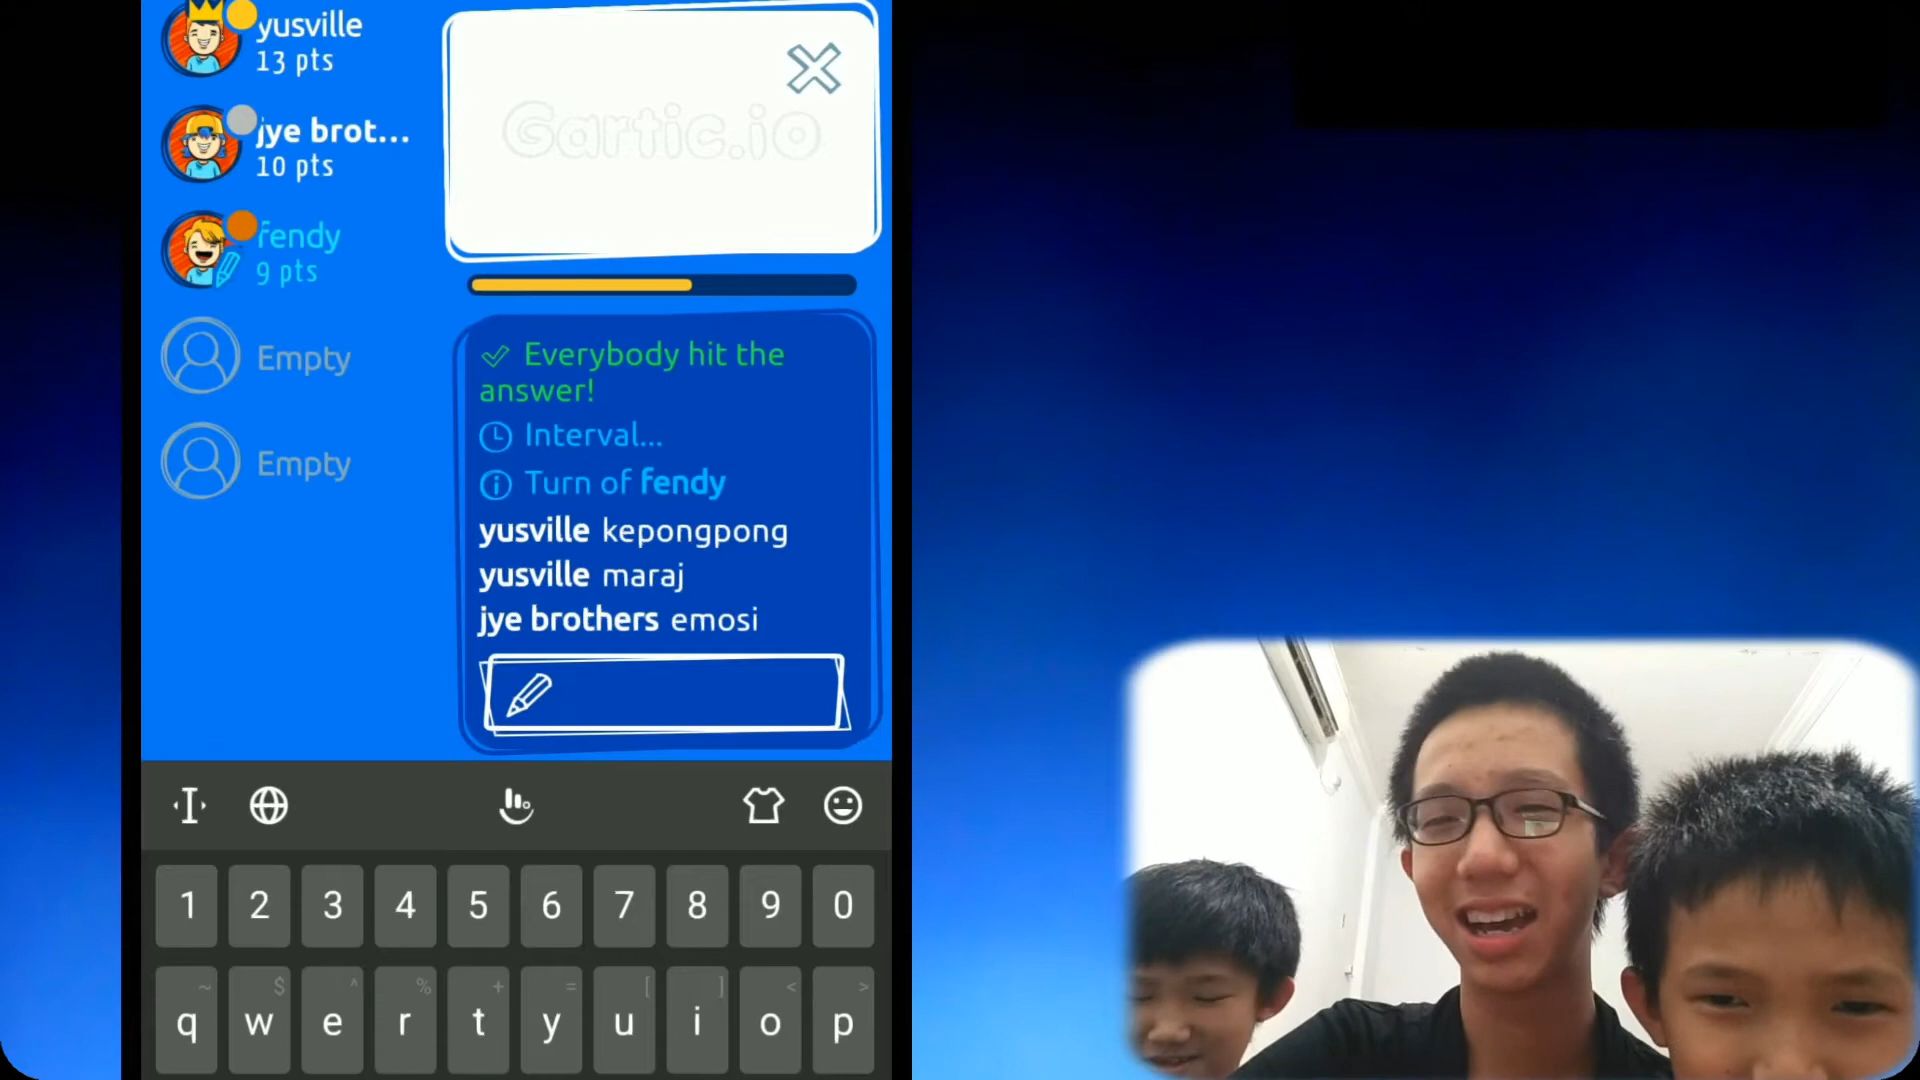 yusville
13 pts
jye brot...
10 pts
fendy
9 pts
Empty
Empty
Gartic.io
Everybody hit the
answer!
Interval...
Turn of fendy
yusville kepongpong
yusville maraj
jye brothers emosi
1 2 3 4 5 6 7 8 9 0
~ $ ^ % + = [ ] < >
q w e r t y u i o p